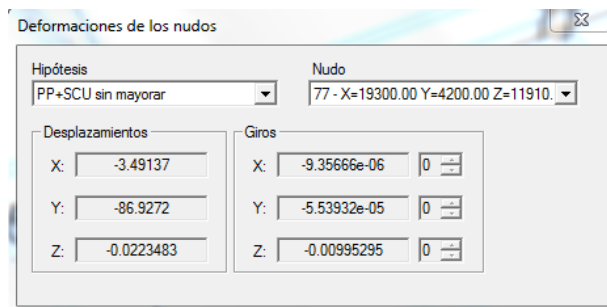 Deformaciones de los nudos
Hipótesis Nudo
PP+SCU sin mayorar 77 - X=19300.00 Y=4200.00 Z=11910.
Desplazamientos Giros
X: -3.49137 X: -9.35666e-06 0
Y: -86.9272 Y: -5.53932e-05 0
Z: -0.0223483 Z: -0.00995295 0